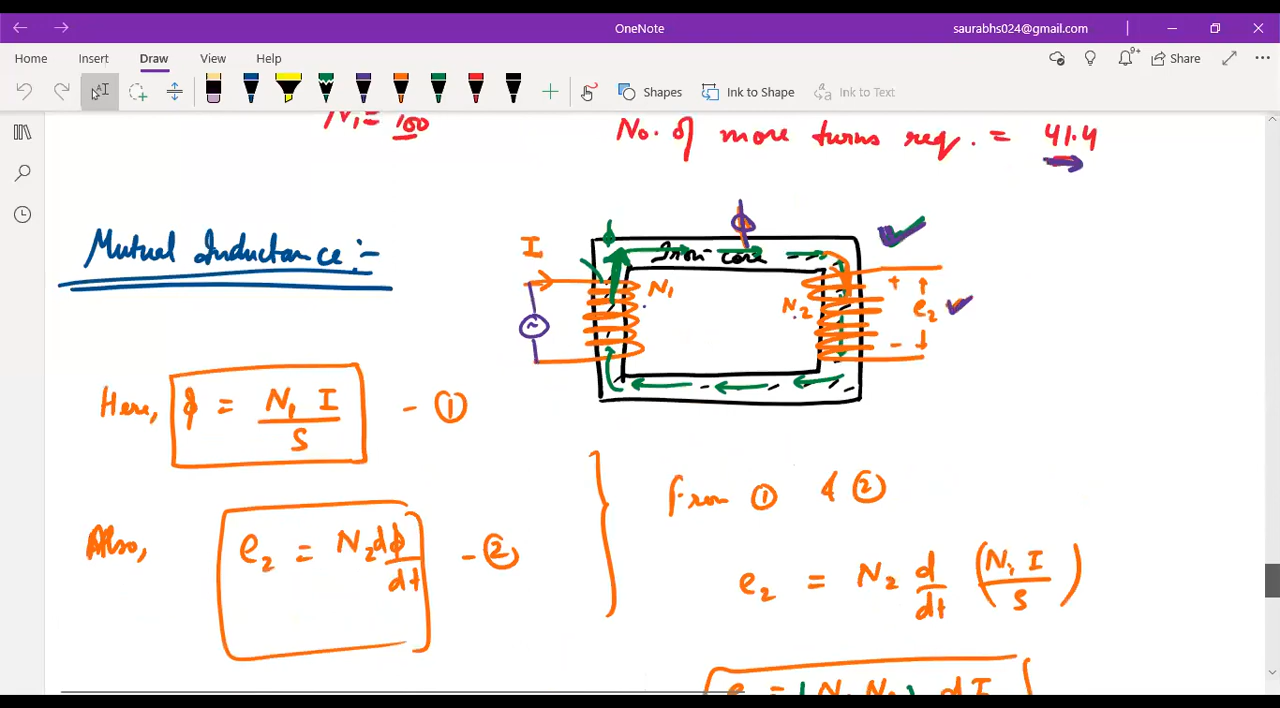 OneNote
saurabhs024@gmail.com
Home Insert Draw View Help
Share
Shapes Ink to Shape Ink to Text
N₁ = 100
No. of more turns req. = 41.4
Mutual Inductance :-
I
Iron-core
ϕ
N₁
N₂
+
e₂
-
Here, ϕ = N₁ I / S - ①
Also, e₂ = N₂ dϕ/dt - ②
from ① & ②
e₂ = N₂ d/dt (N₁ I / S)